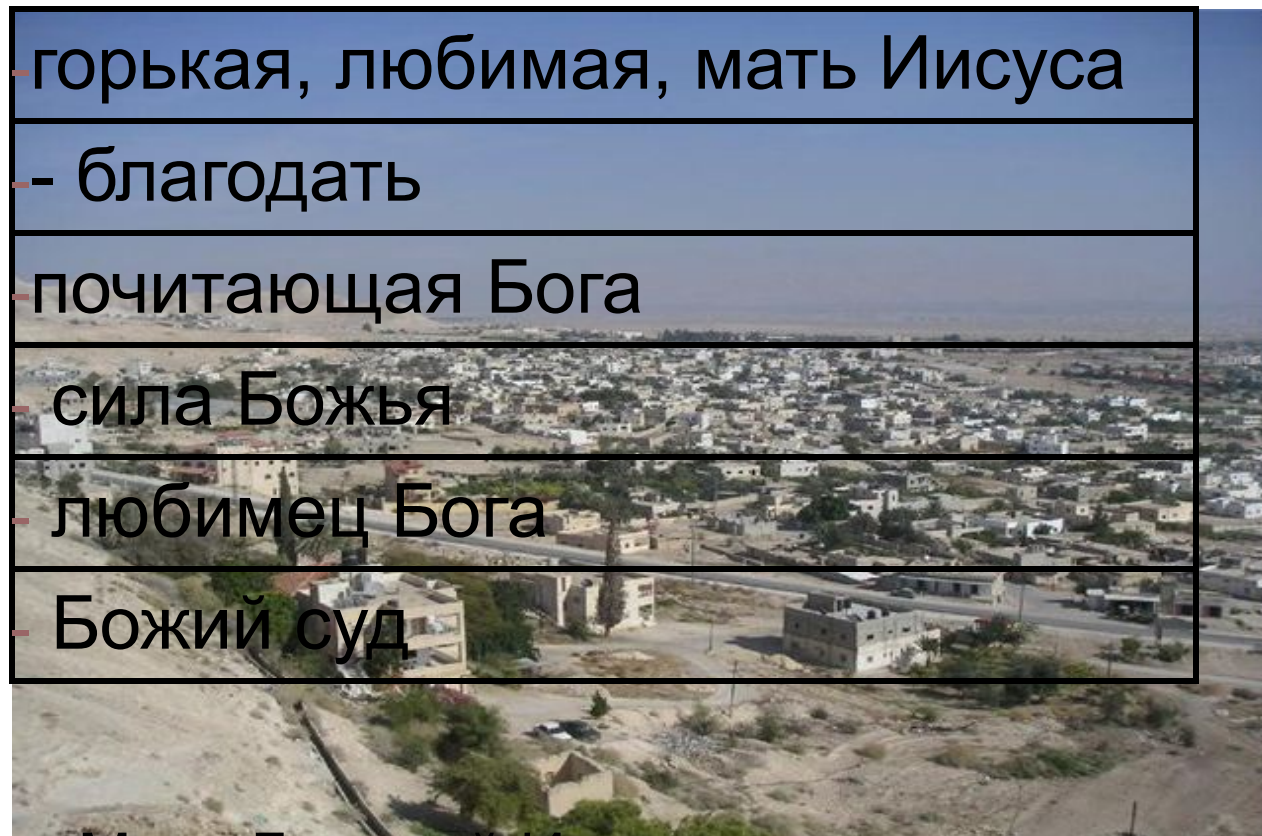 -горькая, любимая, мать Иисуса
-- благодать
-почитающая Бога
- сила Божья
- любимец Бога
- Божий суд